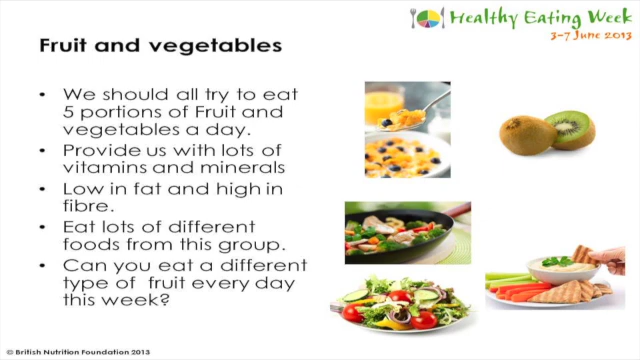 Healthy Eating Week
3-7 June 2013
Fruit and vegetables
• We should all try to eat
5 portions of Fruit and
vegetables a day.
• Provide us with lots of
vitamins and minerals
• Low in fat and high in
fibre.
• Eat lots of different
foods from this group.
• Can you eat a different
type of fruit every day
this week?
© British Nutrition Foundation 2013